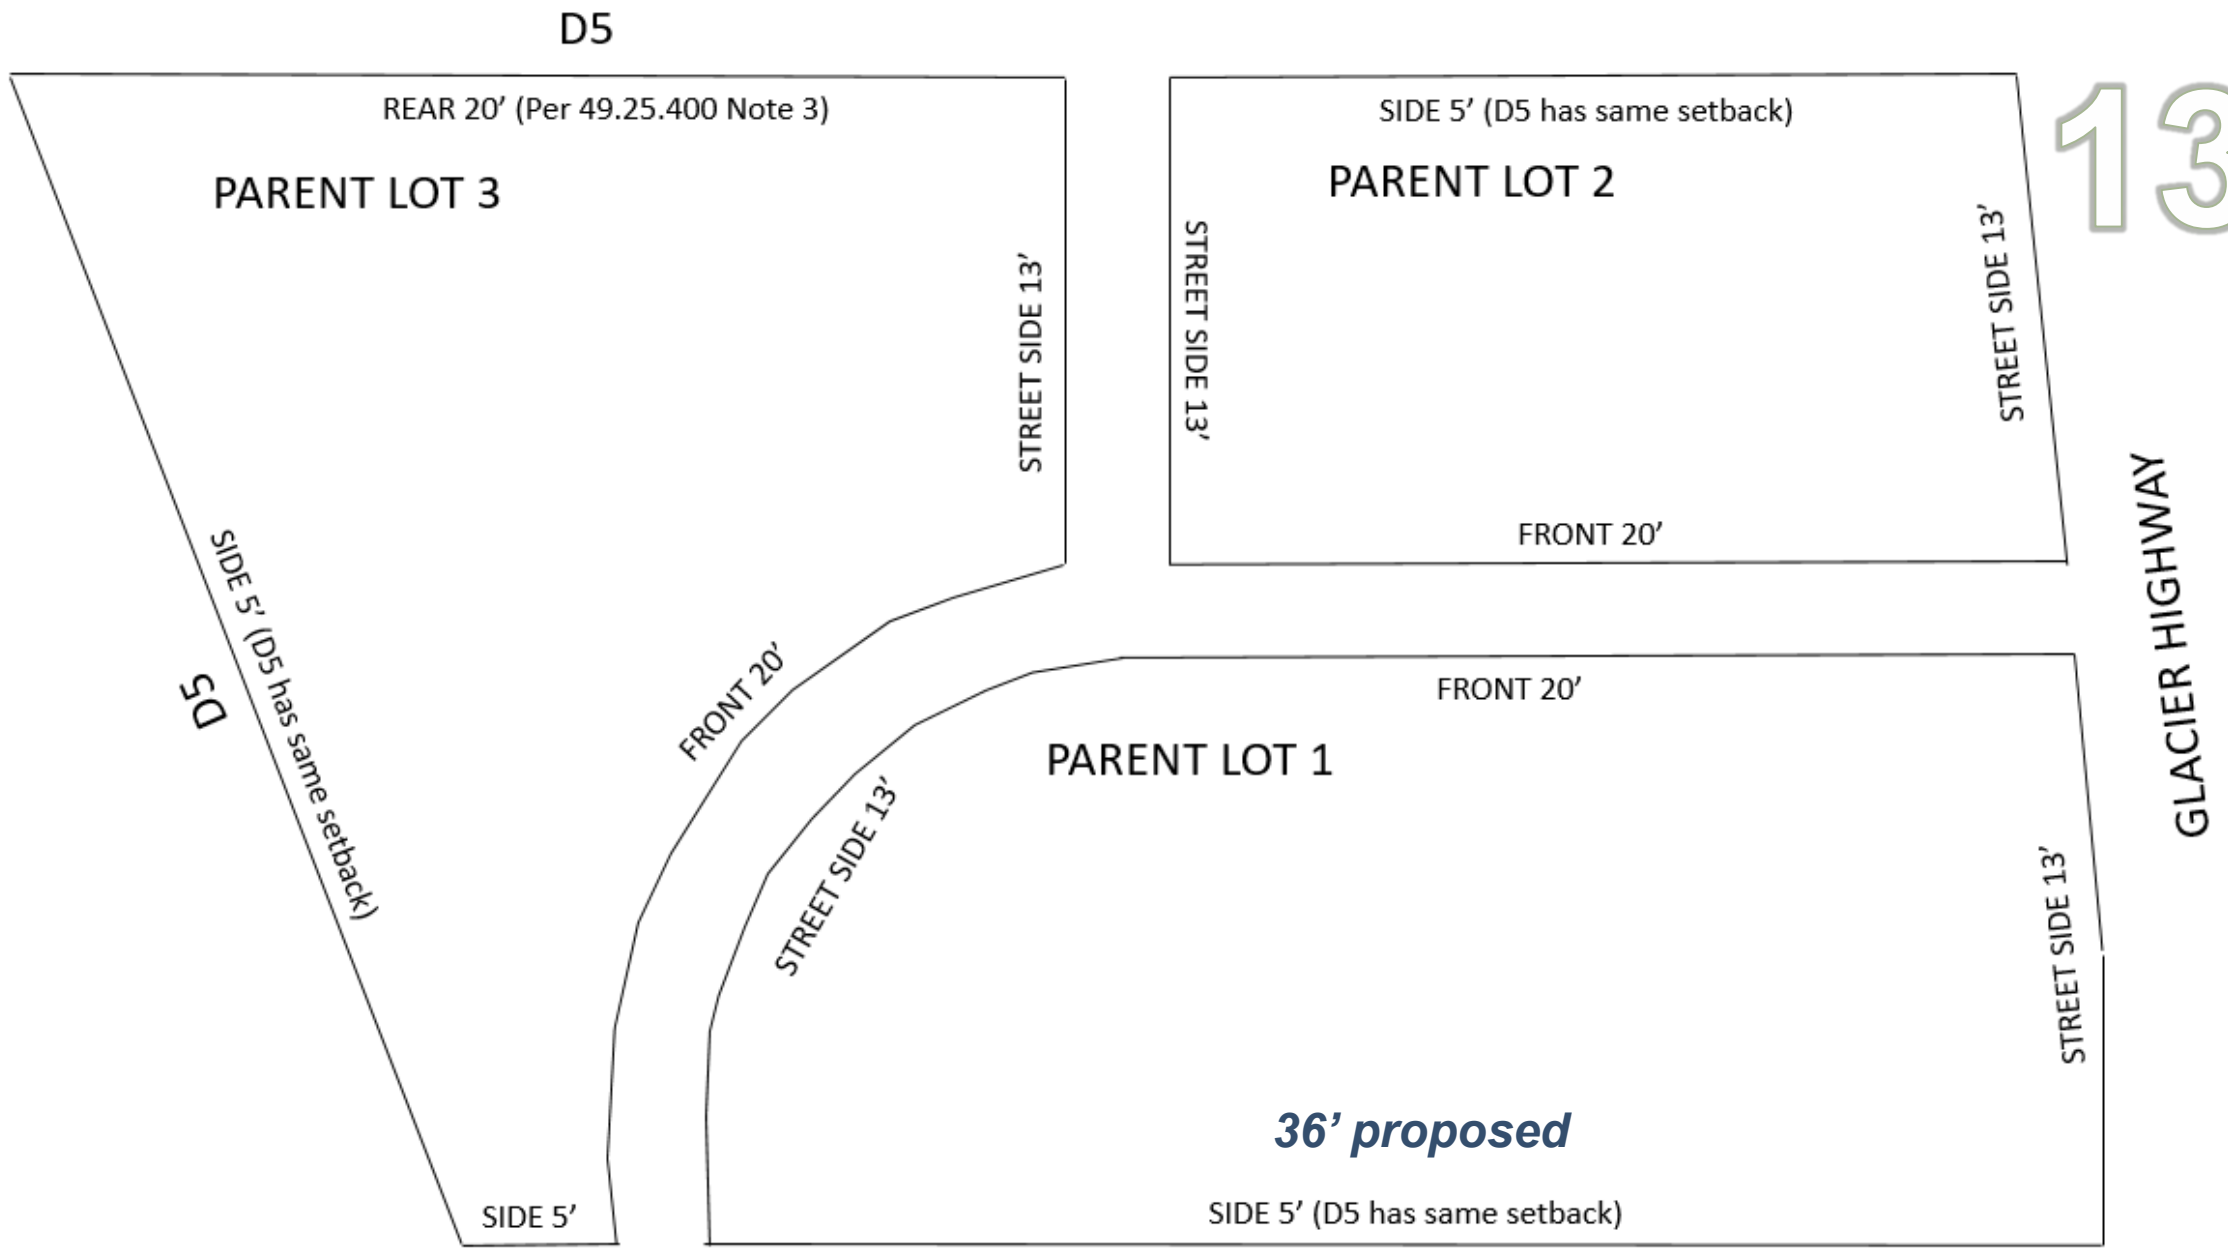 D5
REAR 20’ (Per 49.25.400 Note 3)
SIDE 5’ (D5 has same setback)
13
PARENT LOT 3
PARENT LOT 2
STREET SIDE 13’
STREET SIDE 13’
STREET SIDE 13’
FRONT 20’
GLACIER HIGHWAY
SIDE 5’ (D5 has same setback)
D5
FRONT 20’
FRONT 20’
PARENT LOT 1
STREET SIDE 13’
STREET SIDE 13’
36’ proposed
SIDE 5’
SIDE 5’ (D5 has same setback)